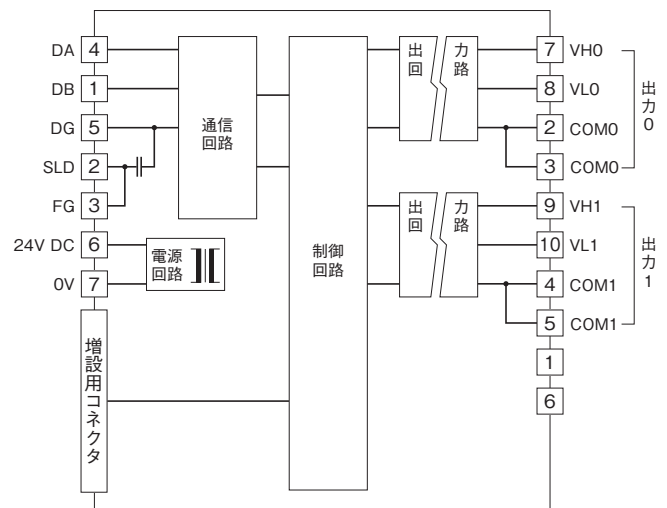 DA 4
DB 1
DG 5
SLD 2
FG 3
24V DC 6
0V 7
増設用コネクタ
通信
回路
電源
回路
制御
回路
出 力
回 路
出 力
回 路
7 VH0
8 VL0
2 COM0
3 COM0
出力0
9 VH1
10 VL1
4 COM1
5 COM1
出力1
1
6